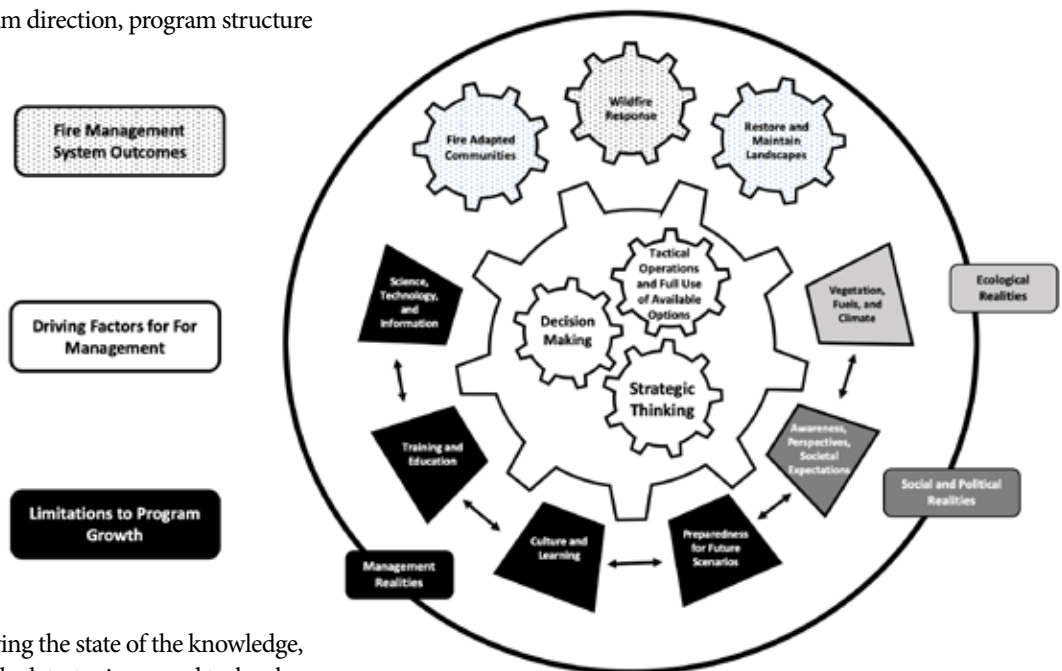 am direction, program structure
Fire Management
System Outcomes
Driving Factors for For
Management
Limitations to Program
Growth
Fire Adapted
Communities
Wildfire
Response
Restore and
Maintain
Landscapes
Science,
Technology,
and
Information
Tactical
Operations
and Full Use
of Available
Options
Decision
Making
Strategic
Thinking
Vegetation,
Fuels, and
Climate
Ecological
Realities
Training and
Education
Awareness,
Perspectives,
Societal
Expectations
Social and Political
Realities
Culture and
Learning
Preparedness
for Future
Scenarios
Management
Realities
ing the state of the knowledge,